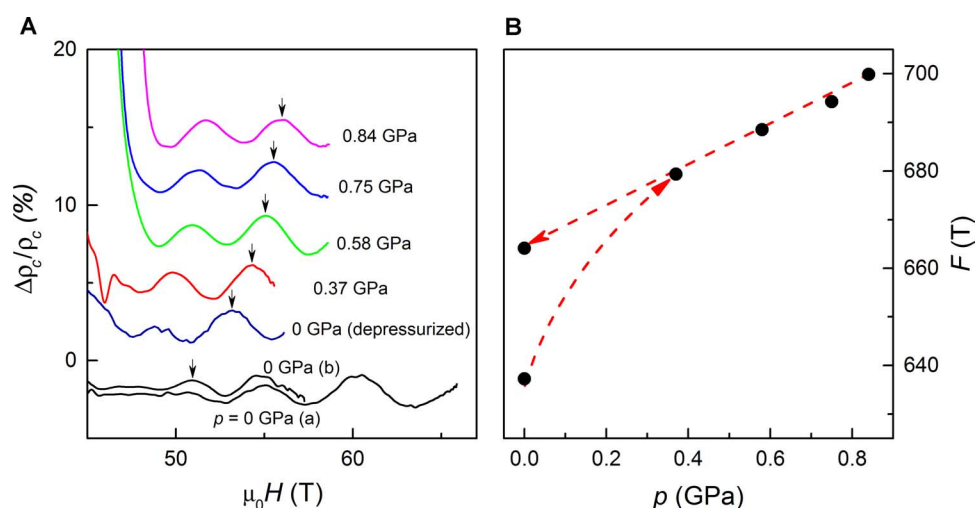 A
20
10
0
Δρc/ρc (%)
0.84 GPa
0.75 GPa
0.58 GPa
0.37 GPa
0 GPa (depressurized)
0 GPa (b)
p = 0 GPa (a)
50
60
μ0H (T)
B
700
680
660
640
F (T)
0.0
0.2
0.4
0.6
0.8
p (GPa)